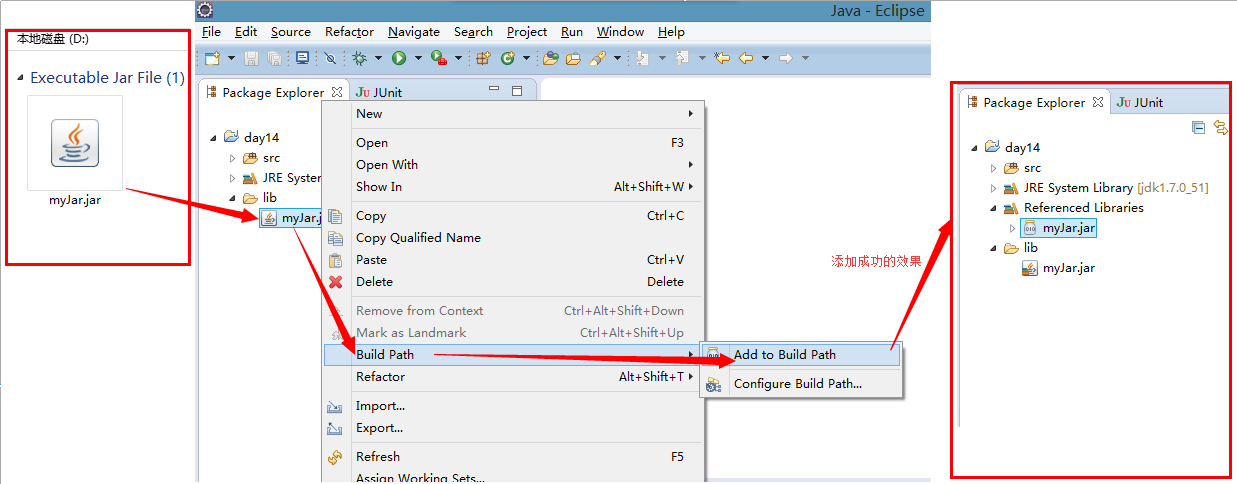 本地磁盘 (D:)
Executable Jar File (1)
myJar.jar
Java - Eclipse
File Edit Source Refactor Navigate Search Project Run Window Help
Package Explorer JUnit
day14
src
JRE System
lib
myJar.j
New
Open F3
Open With
Show In Alt+Shift+W
Copy Ctrl+C
Copy Qualified Name
Paste Ctrl+V
Delete Delete
Remove from Context Ctrl+Alt+Shift+Down
Mark as Landmark Ctrl+Alt+Shift+Up
Build Path
Refactor Alt+Shift+T
Import...
Export...
Refresh F5
Assign Working Sets...
Add to Build Path
Configure Build Path...
添加成功的效果
Package Explorer JUnit
day14
src
JRE System Library [jdk1.7.0_51]
Referenced Libraries
myJar.jar
lib
myJar.jar